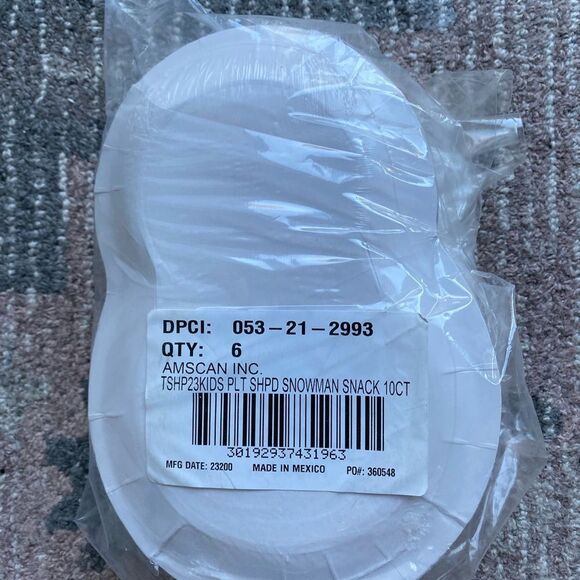 DPCI: 053-21-2993
QTY: 6
AMSCAN INC.
TSHP23KIDS PLT SHPD SNOWMAN SNACK 10CT
30192937431963
MFG DATE: 23200 MADE IN MEXICO PO#: 360548